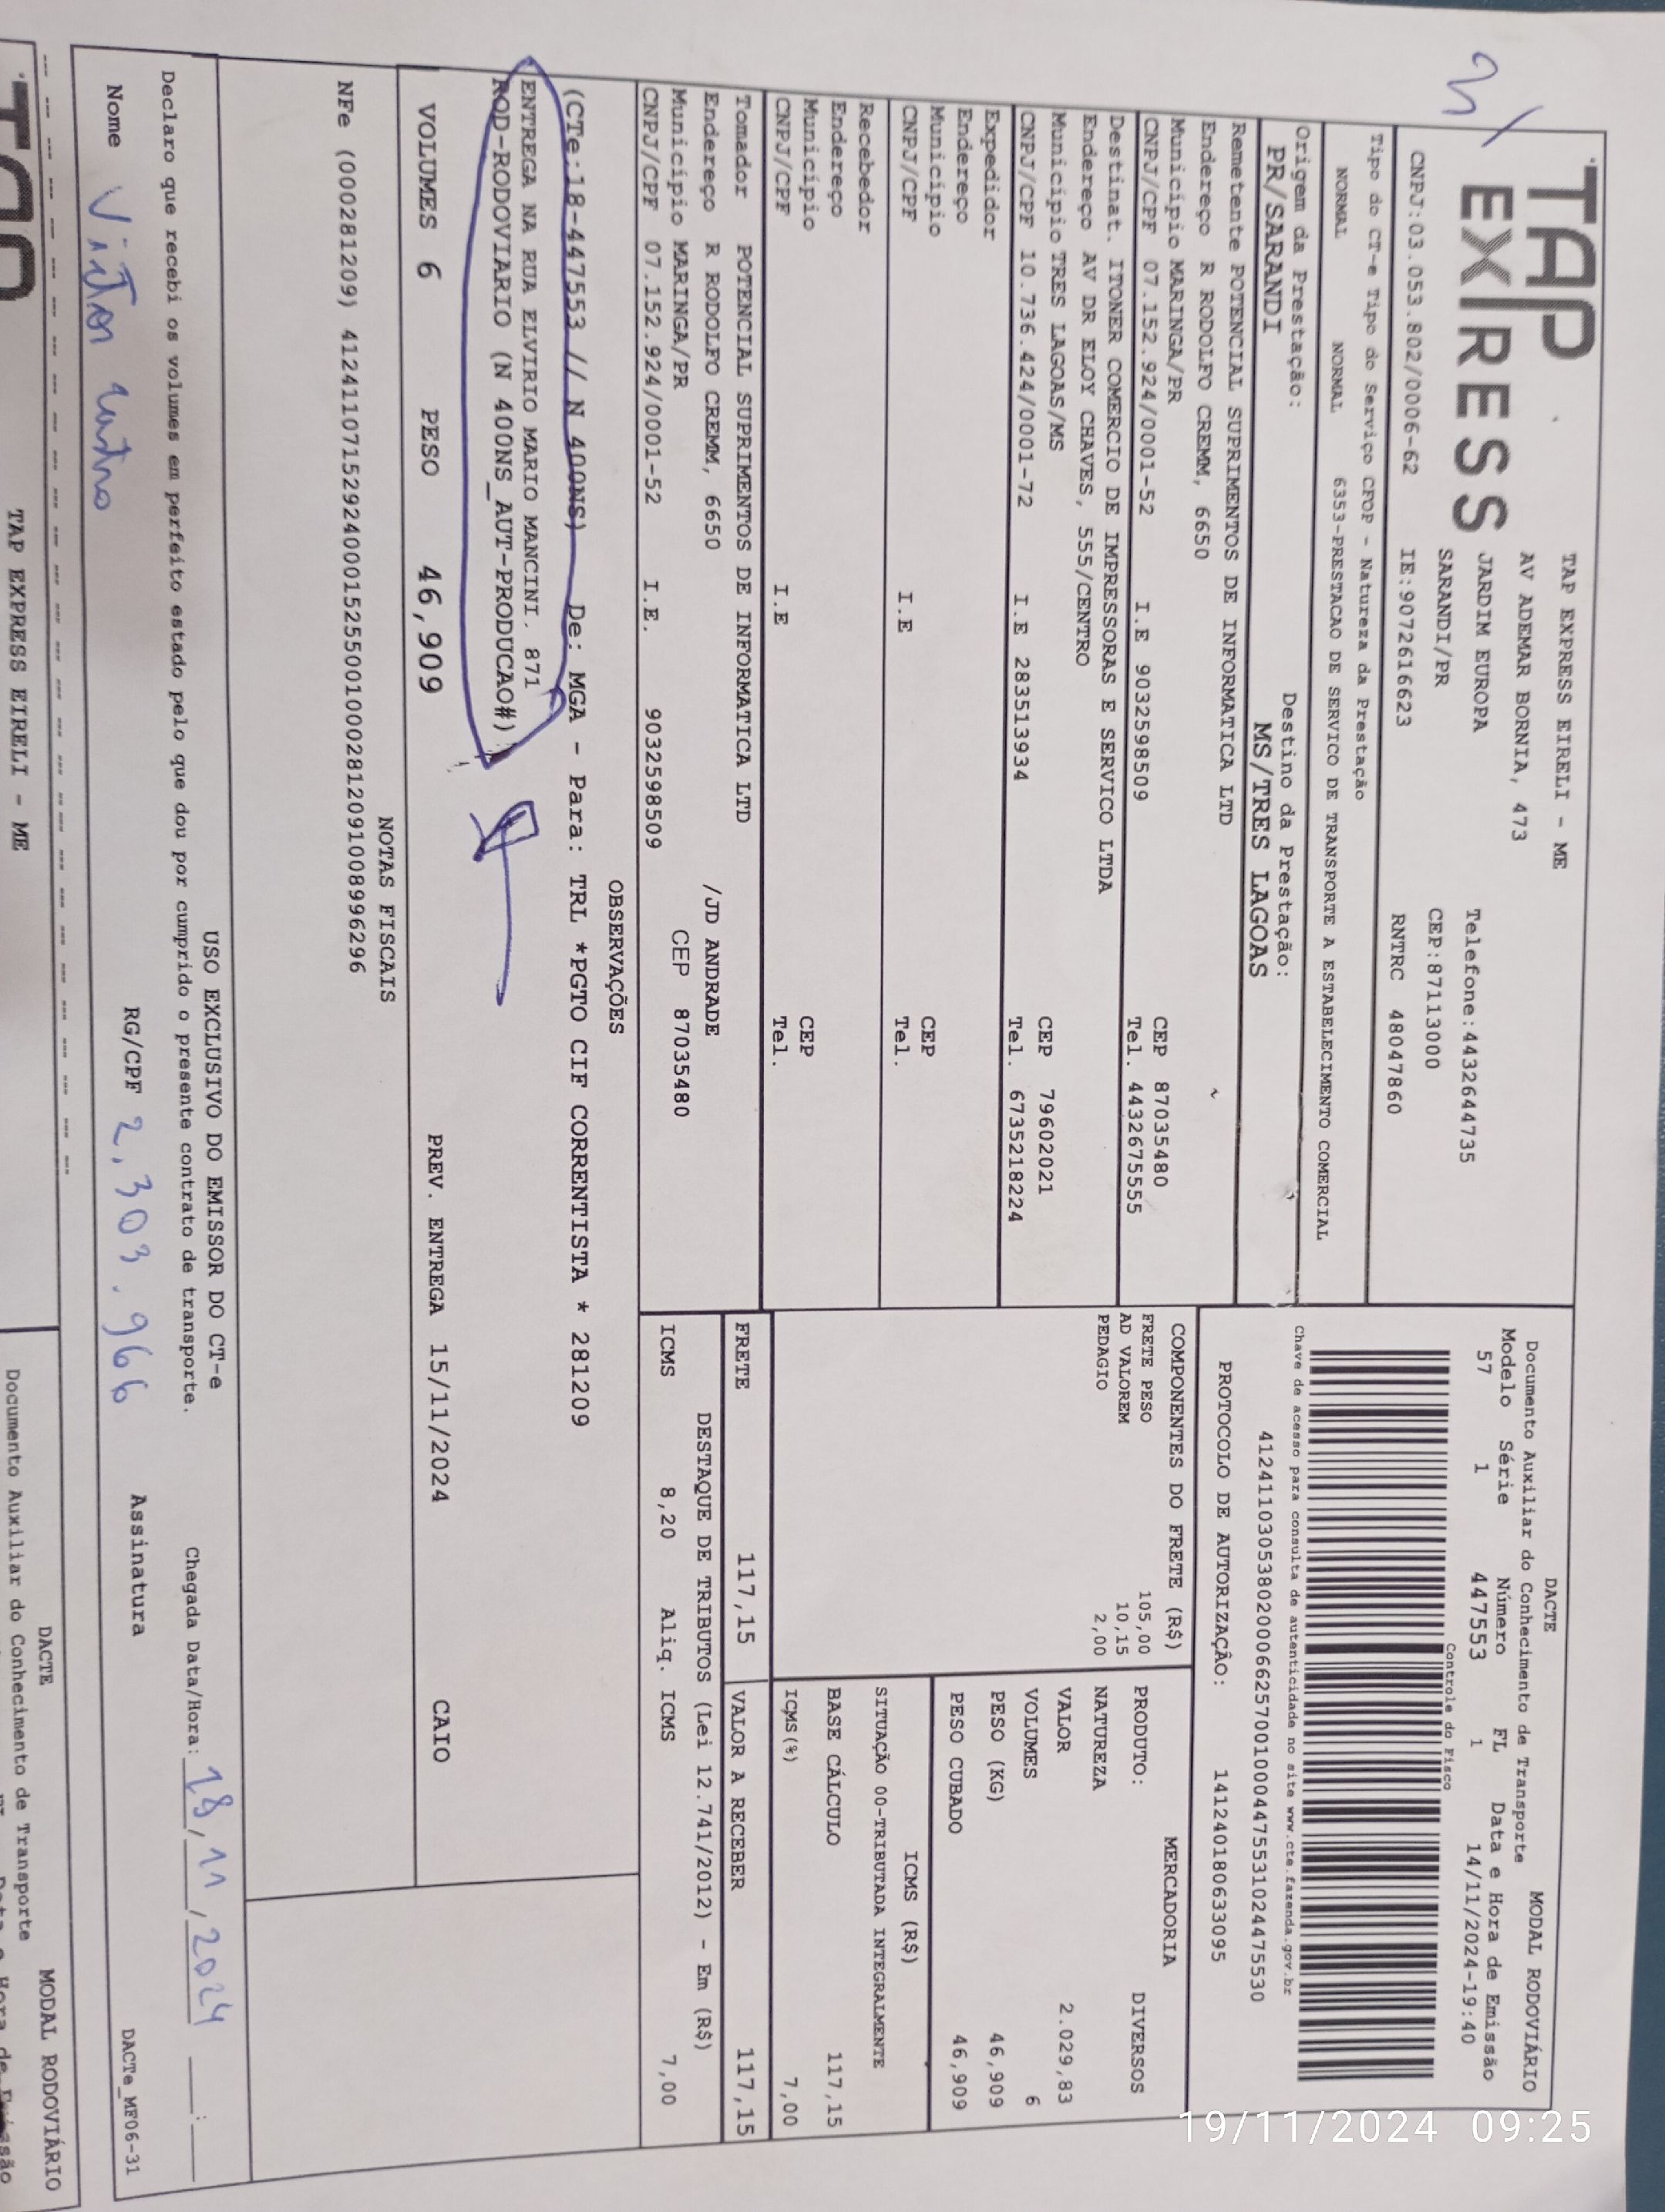 TAP EXPRESS
TAP EXPRESS EIRELI - ME
AV ADEMAR BORNIA, 473
JARDIM EUROPA
SARANDI/PR
Telefone:4432644735
CEP:87113000
CNPJ:03.053.802/0006-62 IE:9072616623 RNTRC 48047860
Tipo do CT-e Tipo do Serviço CFOP - Natureza da Prestação
NORMAL NORMAL 6353-PRESTACAO DE SERVICO DE TRANSPORTE A ESTABELECIMENTO COMERCIAL
Origem da Prestação: Destino da Prestação:
PR/SARANDI MS/TRES LAGOAS
DACTE MODAL RODOVIÁRIO
Documento Auxiliar do Conhecimento de Transporte
Modelo Série Número FL Data e Hora de Emissão
57 1 447553 1 14/11/2024-19:40
Controle do Fisco
Chave de acesso para consulta de autenticidade no site www.cte.fazenda.gov.br
41241103053802000662570010004475531024475530
PROTOCOLO DE AUTORIZAÇÃO: 141240180633095
Remetente POTENCIAL SUPRIMENTOS DE INFORMATICA LTD
Endereço R RODOLFO CREMM, 6650
Município MARINGA/PR CEP 87035480
CNPJ/CPF 07.152.924/0001-52 I.E 9032598509 Tel. 4432675555
Destinat. ITONER COMERCIO DE IMPRESSORAS E SERVICO LTDA
Endereço AV DR ELOY CHAVES, 555/CENTRO
Município TRES LAGOAS/MS CEP 79602021
CNPJ/CPF 10.736.424/0001-72 I.E 283513934 Tel. 6735218224
Expedidor
Endereço
Município CEP
CNPJ/CPF I.E Tel.
Recebedor
Endereço
Município CEP
CNPJ/CPF I.E Tel.
Tomador POTENCIAL SUPRIMENTOS DE INFORMATICA LTD
Endereço R RODOLFO CREMM, 6650 /JD ANDRADE
Município MARINGA/PR CEP 87035480
CNPJ/CPF 07.152.924/0001-52 I.E. 9032598509
COMPONENTES DO FRETE (R$)
FRETE PESO 105,00
AD VALOREM 10,15
PEDAGIO 2,00
MERCADORIA
PRODUTO: DIVERSOS
NATUREZA
VALOR 2.029,83
VOLUMES 6
PESO (KG) 46,909
PESO CUBADO 46,909
ICMS (R$)
SITUAÇÃO 00-TRIBUTADA INTEGRALMENTE
BASE CÁLCULO 117,15
ICMS(%) 7,00
FRETE 117,15 VALOR A RECEBER 117,15
DESTAQUE DE TRIBUTOS (Lei 12.741/2012) - Em (R$)
ICMS 8,20 Aliq. ICMS 7,00
OBSERVAÇÕES
(CTe:18-447553 // N 400NS) De: MGA - Para: TRL *PGTO CIF CORRENTISTA * 281209
ENTREGA NA RUA ELVIRIO MARIO MANCINI, 871
ROD-RODOVIARIO (N 400NS_AUT-PRODUCAO#)
VOLUMES 6 PESO 46,909 PREV. ENTREGA 15/11/2024 CAIO
NOTAS FISCAIS
NFe (000281209) 41241107152924000152550010002812091008996296
USO EXCLUSIVO DO EMISSOR DO CT-e
Declaro que recebi os volumes em perfeito estado pelo que dou por cumprido o presente contrato de transporte. Chegada Data/Hora: 18/11/2024 __:__
Nome Vitor Castro RG/CPF 2.303.966 Assinatura DACTe_MF06-31
DACTE MODAL RODOVIÁRIO
TAP EXPRESS EIRELI - ME Documento Auxiliar do Conhecimento de Transporte
19/11/2024 09:25